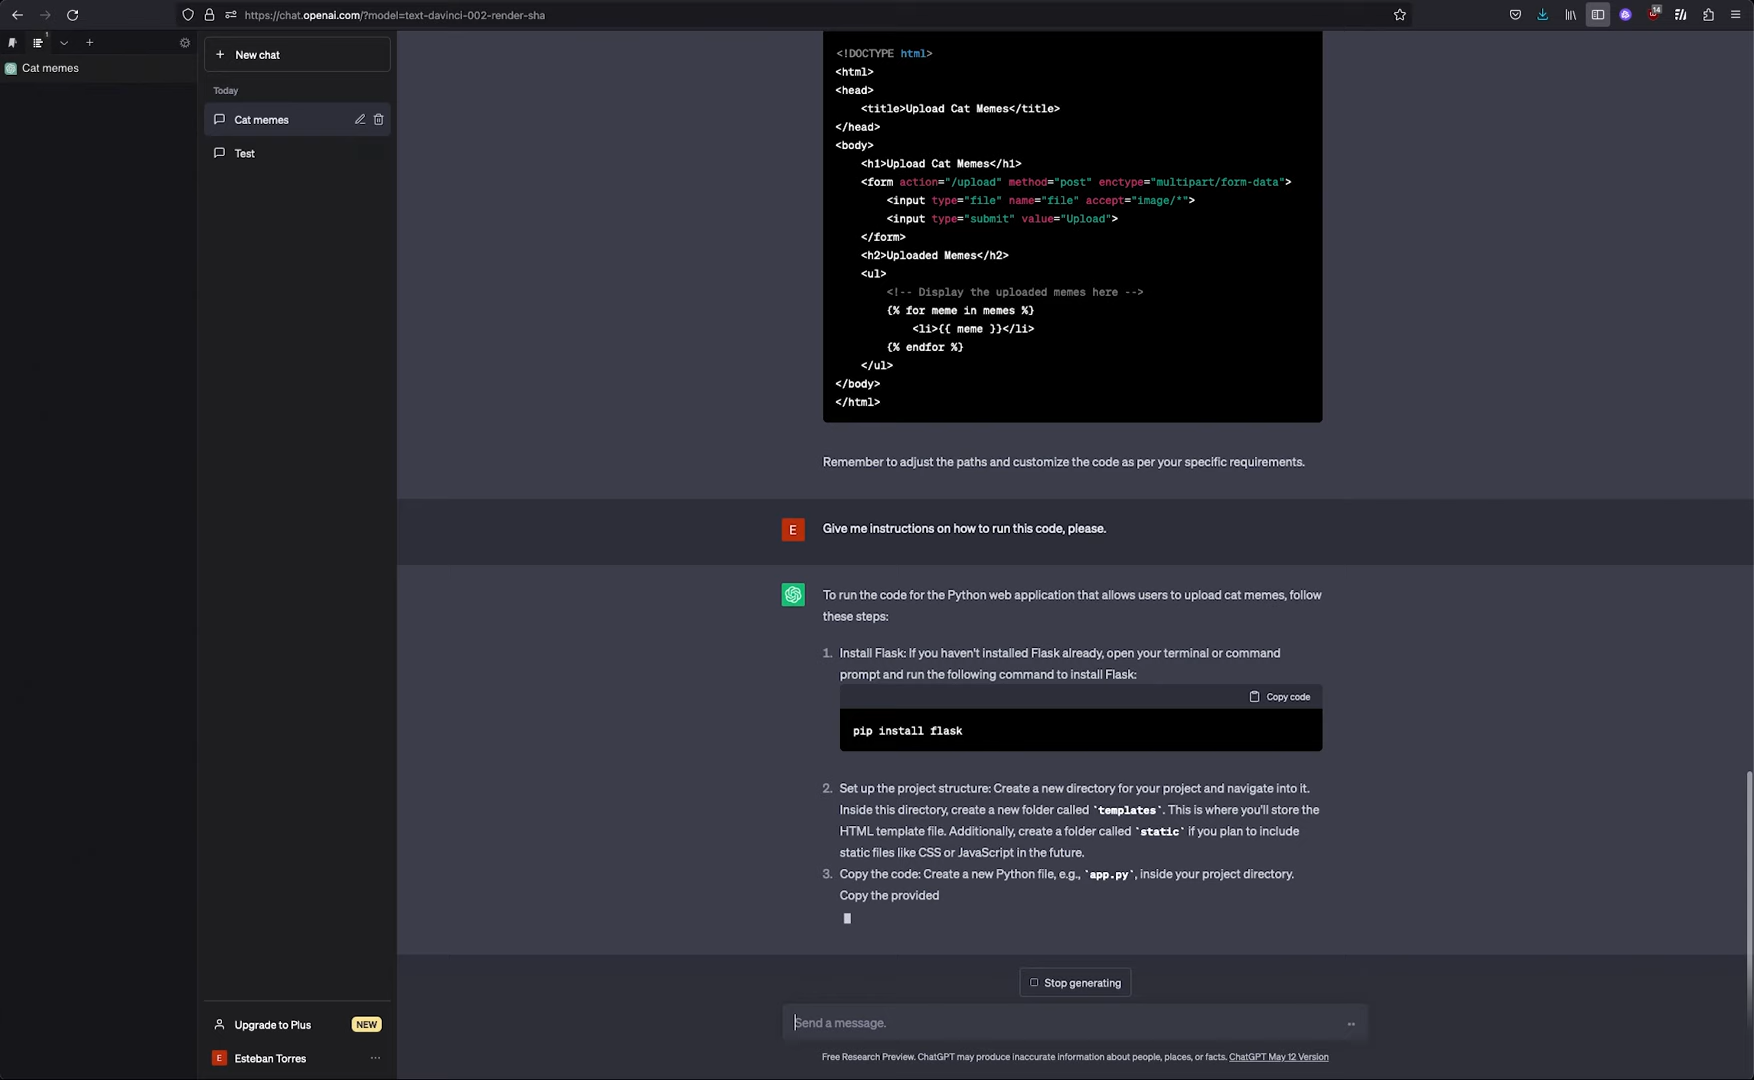 https://chat.openai.com/?model=text-davinci-002-render-sha
14
1
Cat memes
New chat
Today
Cat memes
Test
<!DOCTYPE html>
<html>
<head>
<title>Upload Cat Memes</title>
</head>
<body>
<h1>Upload Cat Memes</h1>
<form action="/upload" method="post" enctype="multipart/form-data">
<input type="file" name="file" accept="image/*">
<input type="submit" value="Upload">
</form>
<h2>Uploaded Memes</h2>
<ul>
<!-- Display the uploaded memes here -->
{% for meme in memes %}
<li>{{ meme }}</li>
{% endfor %}
</ul>
</body>
</html>
Remember to adjust the paths and customize the code as per your specific requirements.
E
Give me instructions on how to run this code, please.
To run the code for the Python web application that allows users to upload cat memes, follow
these steps:
1. Install Flask: If you haven't installed Flask already, open your terminal or command
prompt and run the following command to install Flask:
Copy code
pip install flask
2. Set up the project structure: Create a new directory for your project and navigate into it.
Inside this directory, create a new folder called `templates`. This is where you'll store the
HTML template file. Additionally, create a folder called `static` if you plan to include
static files like CSS or JavaScript in the future.
3. Copy the code: Create a new Python file, e.g., `app.py`, inside your project directory.
Copy the provided
Stop generating
Send a message.
Upgrade to Plus
NEW
E
Esteban Torres
Free Research Preview. ChatGPT may produce inaccurate information about people, places, or facts. ChatGPT May 12 Version